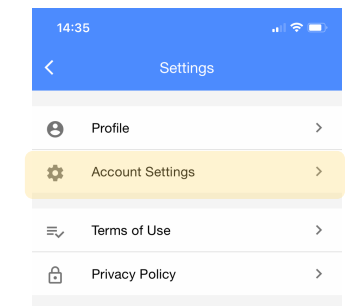 14:35
Settings
Profile
Account Settings
Terms of Use
Privacy Policy